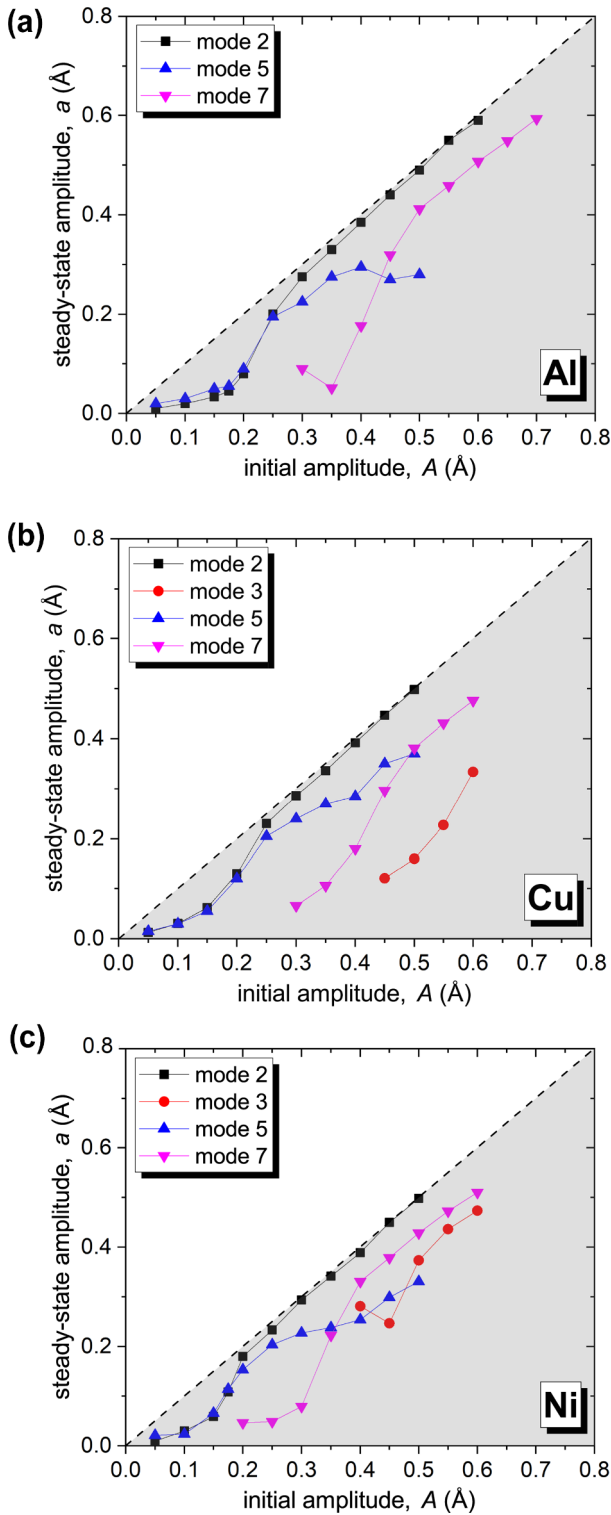 (a)
mode 2
mode 5
mode 7
0.8
0.6
0.4
0.2
0.0
steady-state amplitude, a (Å)
Al
0.0 0.1 0.2 0.3 0.4 0.5 0.6 0.7 0.8
initial amplitude, A (Å)
(b)
mode 2
mode 3
mode 5
mode 7
0.8
0.6
0.4
0.2
0.0
steady-state amplitude, a (Å)
Cu
0.0 0.1 0.2 0.3 0.4 0.5 0.6 0.7 0.8
initial amplitude, A (Å)
(c)
mode 2
mode 3
mode 5
mode 7
0.8
0.6
0.4
0.2
0.0
steady-state amplitude, a (Å)
Ni
0.0 0.1 0.2 0.3 0.4 0.5 0.6 0.7 0.8
initial amplitude, A (Å)